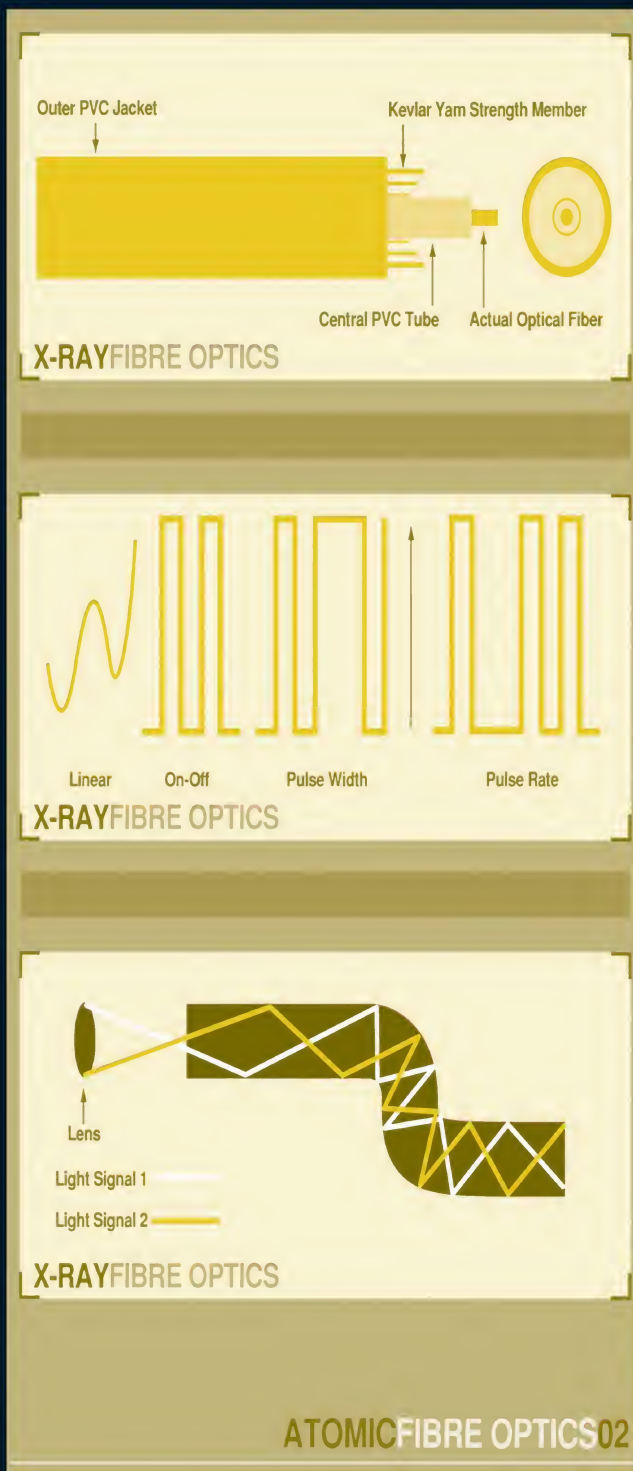 Outer PVC Jacket
Kevlar Yam Strength Member
Central PVC Tube
Actual Optical Fiber
X-RAYFIBRE OPTICS
Linear
On-Off
Pulse Width
Pulse Rate
X-RAYFIBRE OPTICS
Lens
Light Signal 1
Light Signal 2
X-RAYFIBRE OPTICS
ATOMICFIBRE OPTICS02